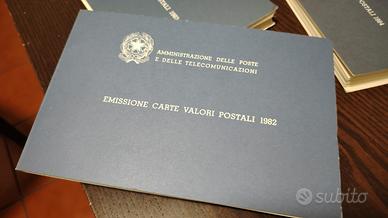 AMMINISTRAZIONE DELLE POSTE
E DELLE TELECOMUNICAZIONI
EMISSIONE CARTE VALORI POSTALI 1982
subito